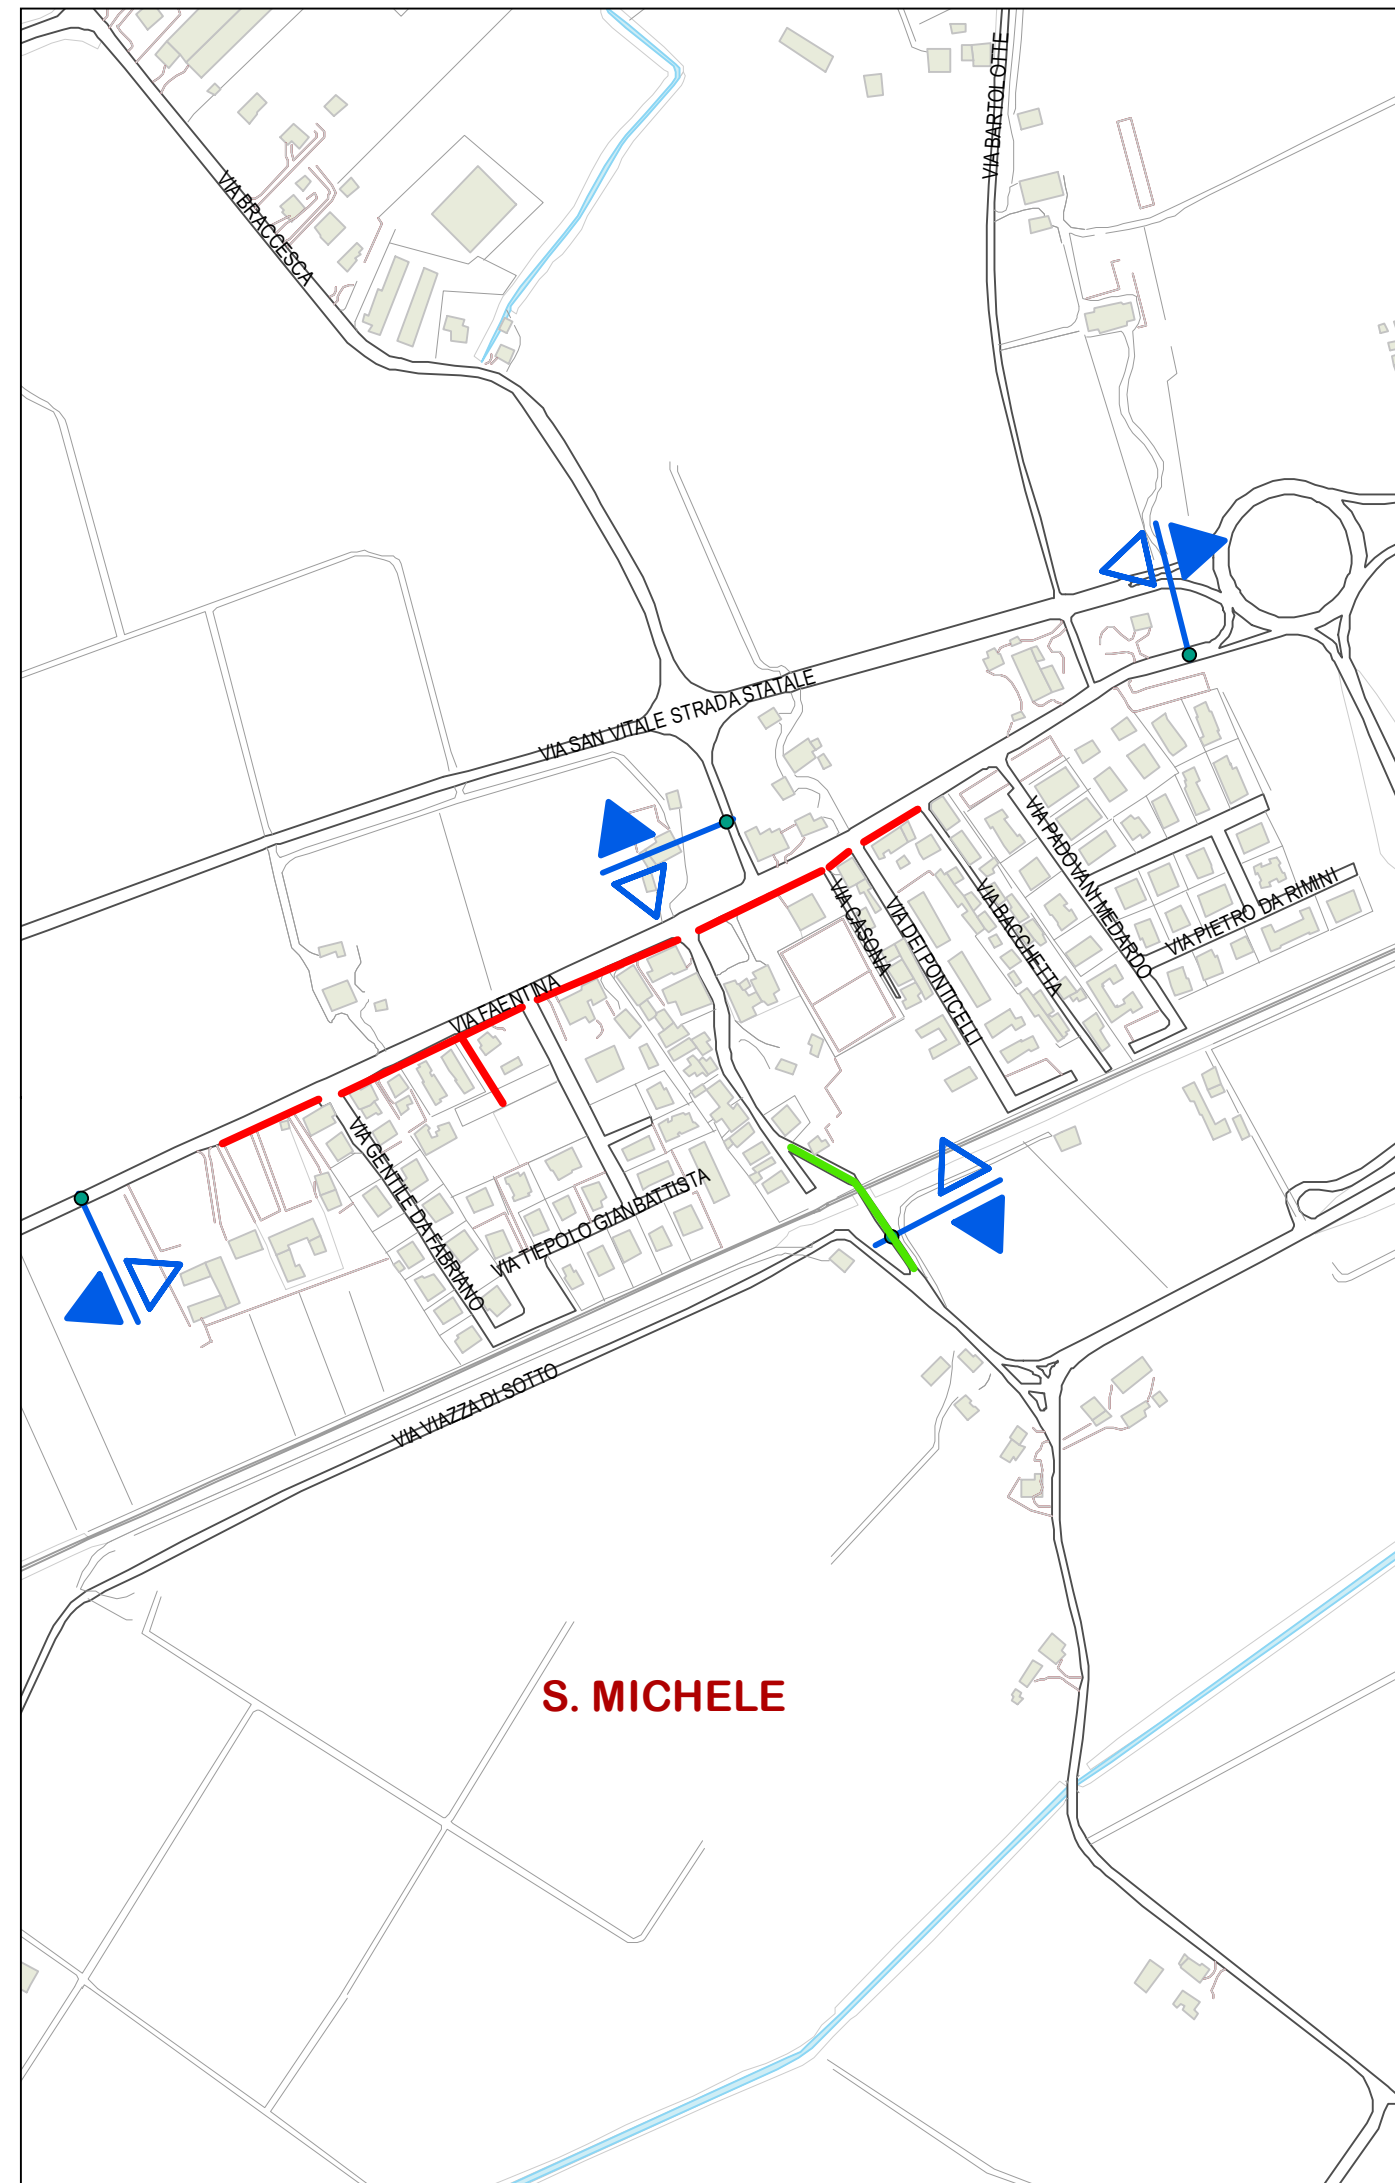 VIA BARTOLOTTE
VIA BRACCESCA
VIA SAN VITALE STRADA STATALE
VIA PADOVANI MEDARDO
VIA PIETRO DA RIMINI
VIA BACCHETTA
VIA CASONA
VIA DEI PONTICELLI
VIA FAENTINA
VIA GENTILE DA FABRIANO
VIA TIEPOLO GIANBATTISTA
VIA VIAZZA DI SOTTO
S. MICHELE